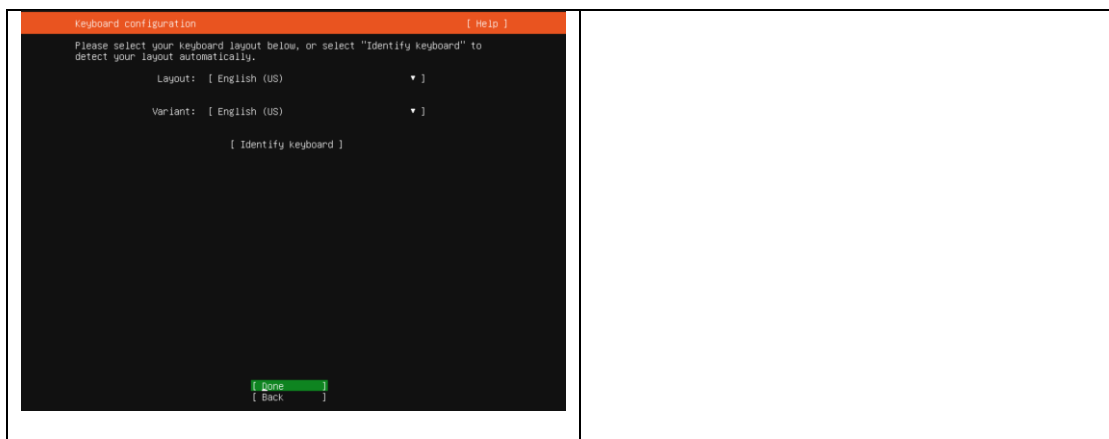 Keyboard configuration [ Help ]
Please select your keyboard layout below, or select "Identify keyboard" to
detect your layout automatically.
Layout: [ English (US) ▾ ]
Variant: [ English (US) ▾ ]
[ Identify keyboard ]
[ Done ]
[ Back ]